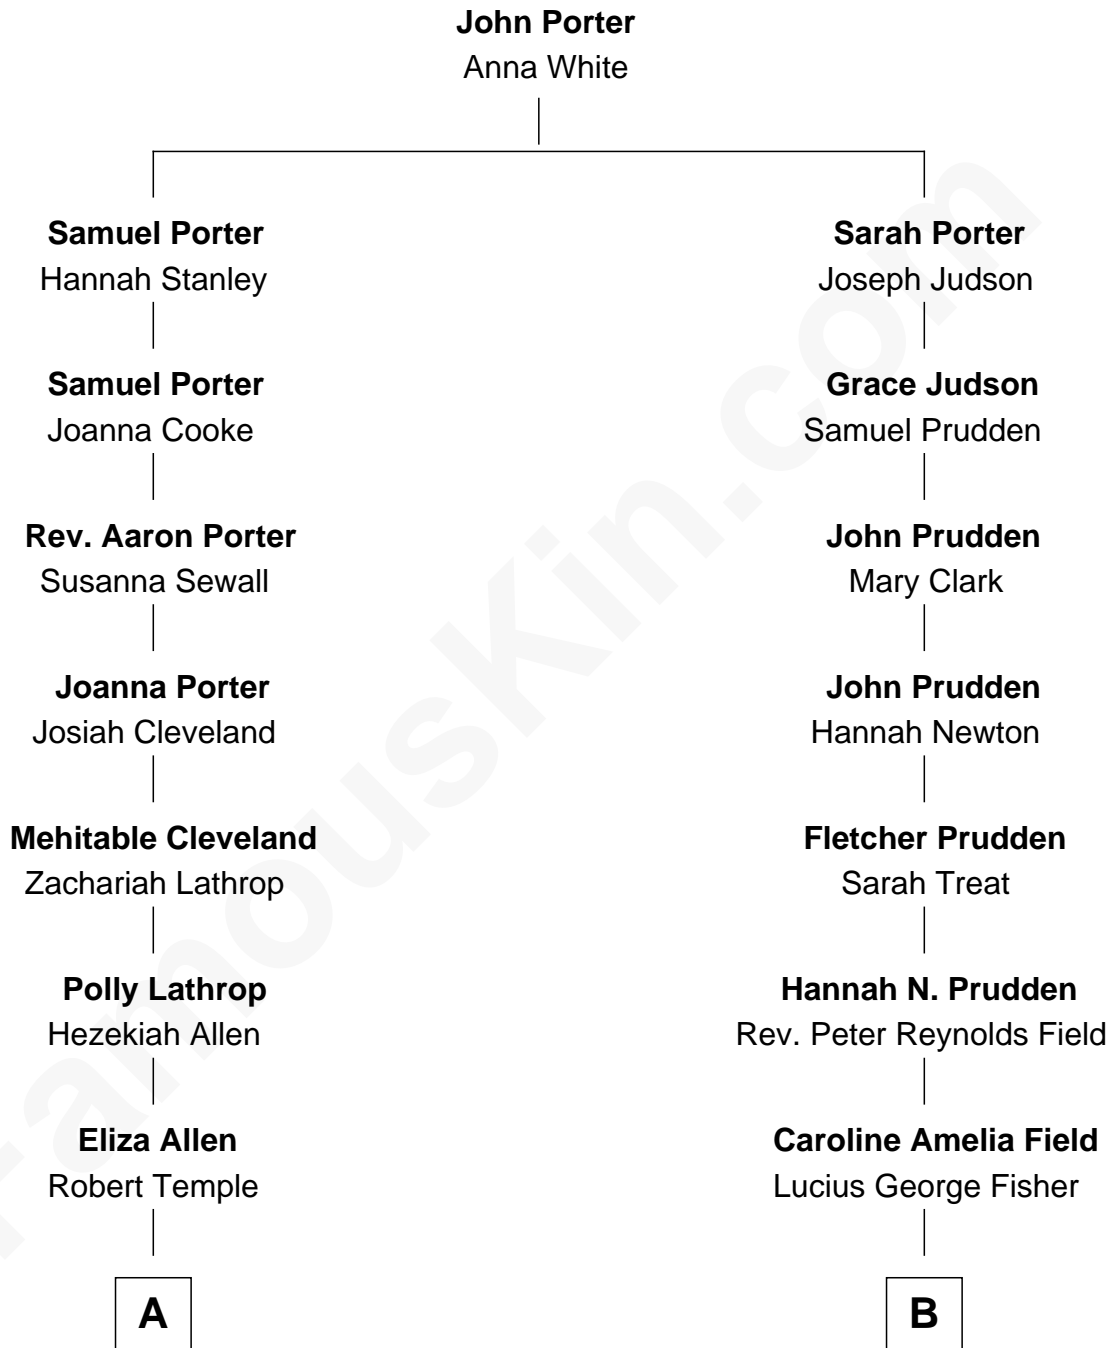 John Porter
Anna White
Samuel Porter
Hannah Stanley
Sarah Porter
Joseph Judson
Samuel Porter
Joanna Cooke
Grace Judson
Samuel Prudden
Rev. Aaron Porter
Susanna Sewall
John Prudden
Mary Clark
Joanna Porter
Josiah Cleveland
John Prudden
Hannah Newton
Mehitable Cleveland
Zachariah Lathrop
Fletcher Prudden
Sarah Treat
Polly Lathrop
Hezekiah Allen
Hannah N. Prudden
Rev. Peter Reynolds Field
Eliza Allen
Robert Temple
Caroline Amelia Field
Lucius George Fisher
A
B
FamousKin.com